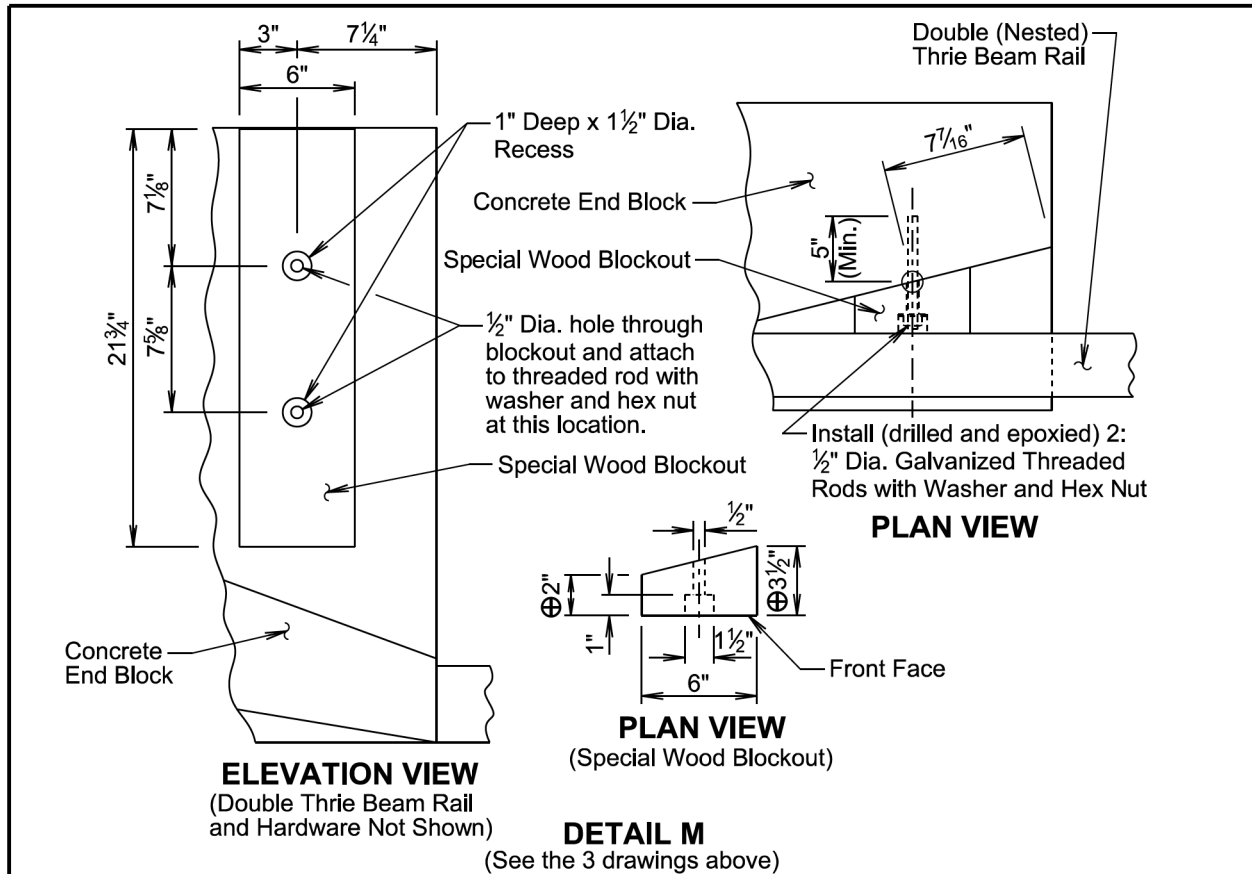 3"
7¼"
6"
21¾"
7⅛"
7⅝"
1" Deep x 1½" Dia.
Recess
½" Dia. hole through
blockout and attach
to threaded rod with
washer and hex nut
at this location.
Special Wood Blockout
Concrete
End Block
ELEVATION VIEW
(Double Thrie Beam Rail
and Hardware Not Shown)
Double (Nested)
Thrie Beam Rail
7 7/16"
Concrete End Block
5"
(Min.)
Special Wood Blockout
Install (drilled and epoxied) 2:
½" Dia. Galvanized Threaded
Rods with Washer and Hex Nut
PLAN VIEW
½"
⊕2"
⊕3½"
1"
1½"
Front Face
6"
PLAN VIEW
(Special Wood Blockout)
DETAIL M
(See the 3 drawings above)